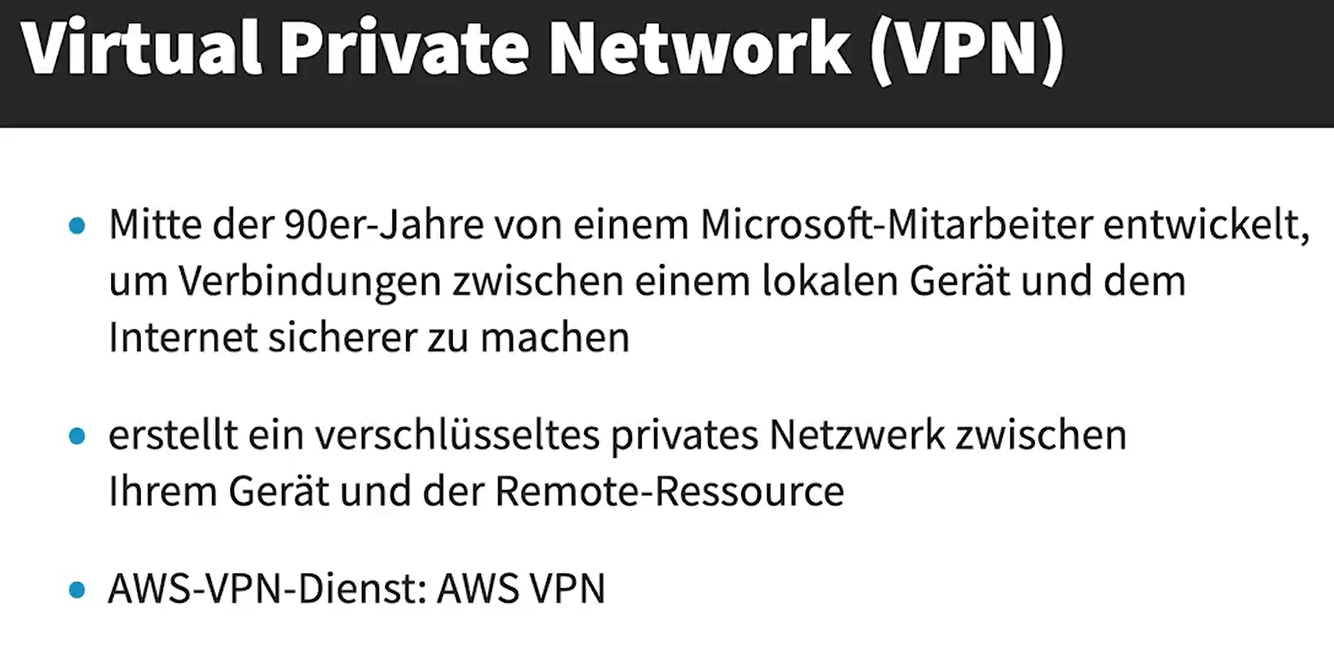 Virtual Private Network (VPN)
• Mitte der 90er-Jahre von einem Microsoft-Mitarbeiter entwickelt,
um Verbindungen zwischen einem lokalen Gerät und dem
Internet sicherer zu machen
• erstellt ein verschlüsseltes privates Netzwerk zwischen
Ihrem Gerät und der Remote-Ressource
• AWS-VPN-Dienst: AWS VPN